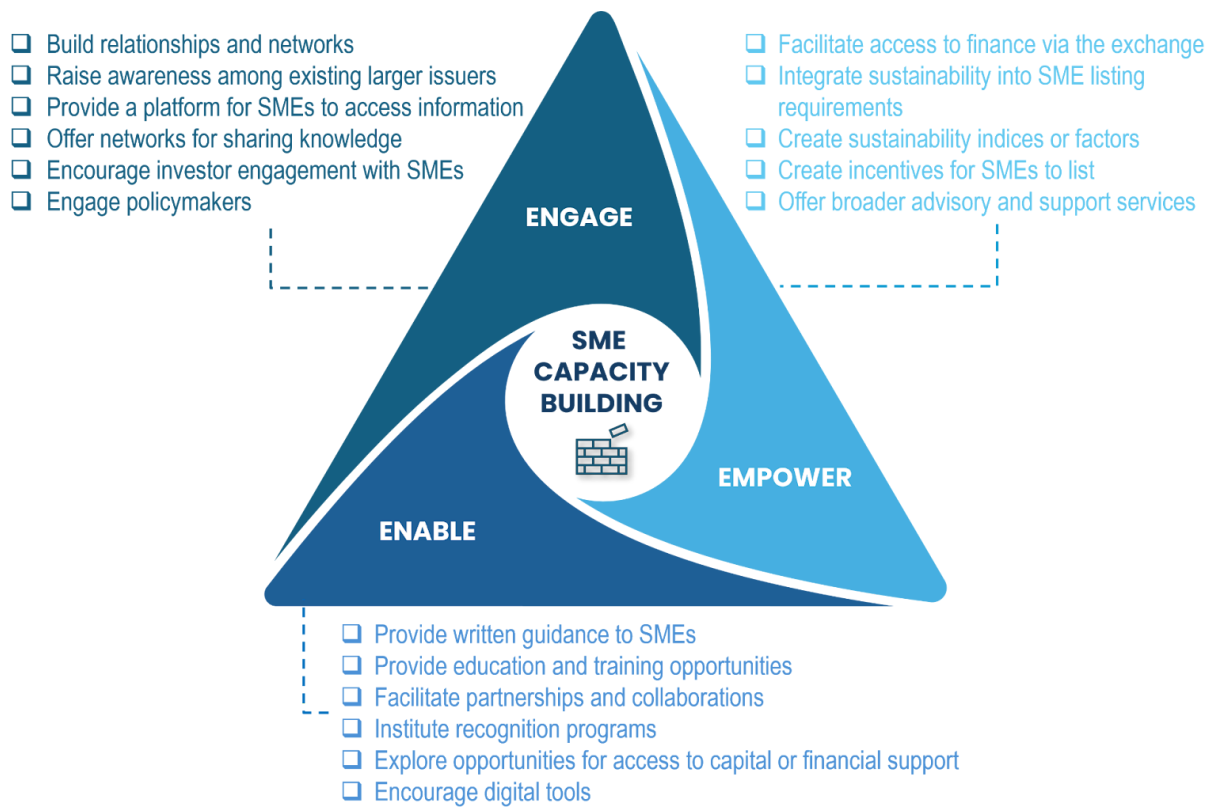 Build relationships and networks
Raise awareness among existing larger issuers
Provide a platform for SMEs to access information
Offer networks for sharing knowledge
Encourage investor engagement with SMEs
Engage policymakers
Facilitate access to finance via the exchange
Integrate sustainability into SME listing
requirements
Create sustainability indices or factors
Create incentives for SMEs to list
Offer broader advisory and support services
ENGAGE
SME
CAPACITY
BUILDING
EMPOWER
ENABLE
Provide written guidance to SMEs
Provide education and training opportunities
Facilitate partnerships and collaborations
Institute recognition programs
Explore opportunities for access to capital or financial support
Encourage digital tools